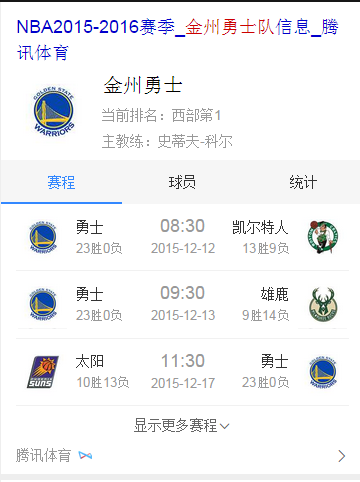 NBA2015-2016赛季_金州勇士队信息_腾
讯体育
GOLDEN STATE
WARRIORS
金州勇士
当前排名：西部第1
主教练：史蒂夫-科尔
赛程 球员 统计
勇士 08:30 凯尔特人
23胜0负 2015-12-12 13胜9负
勇士 09:30 雄鹿
23胜0负 2015-12-13 9胜14负
太阳 11:30 勇士
10胜13负 2015-12-17 23胜0负
SUNS
显示更多赛程
腾讯体育